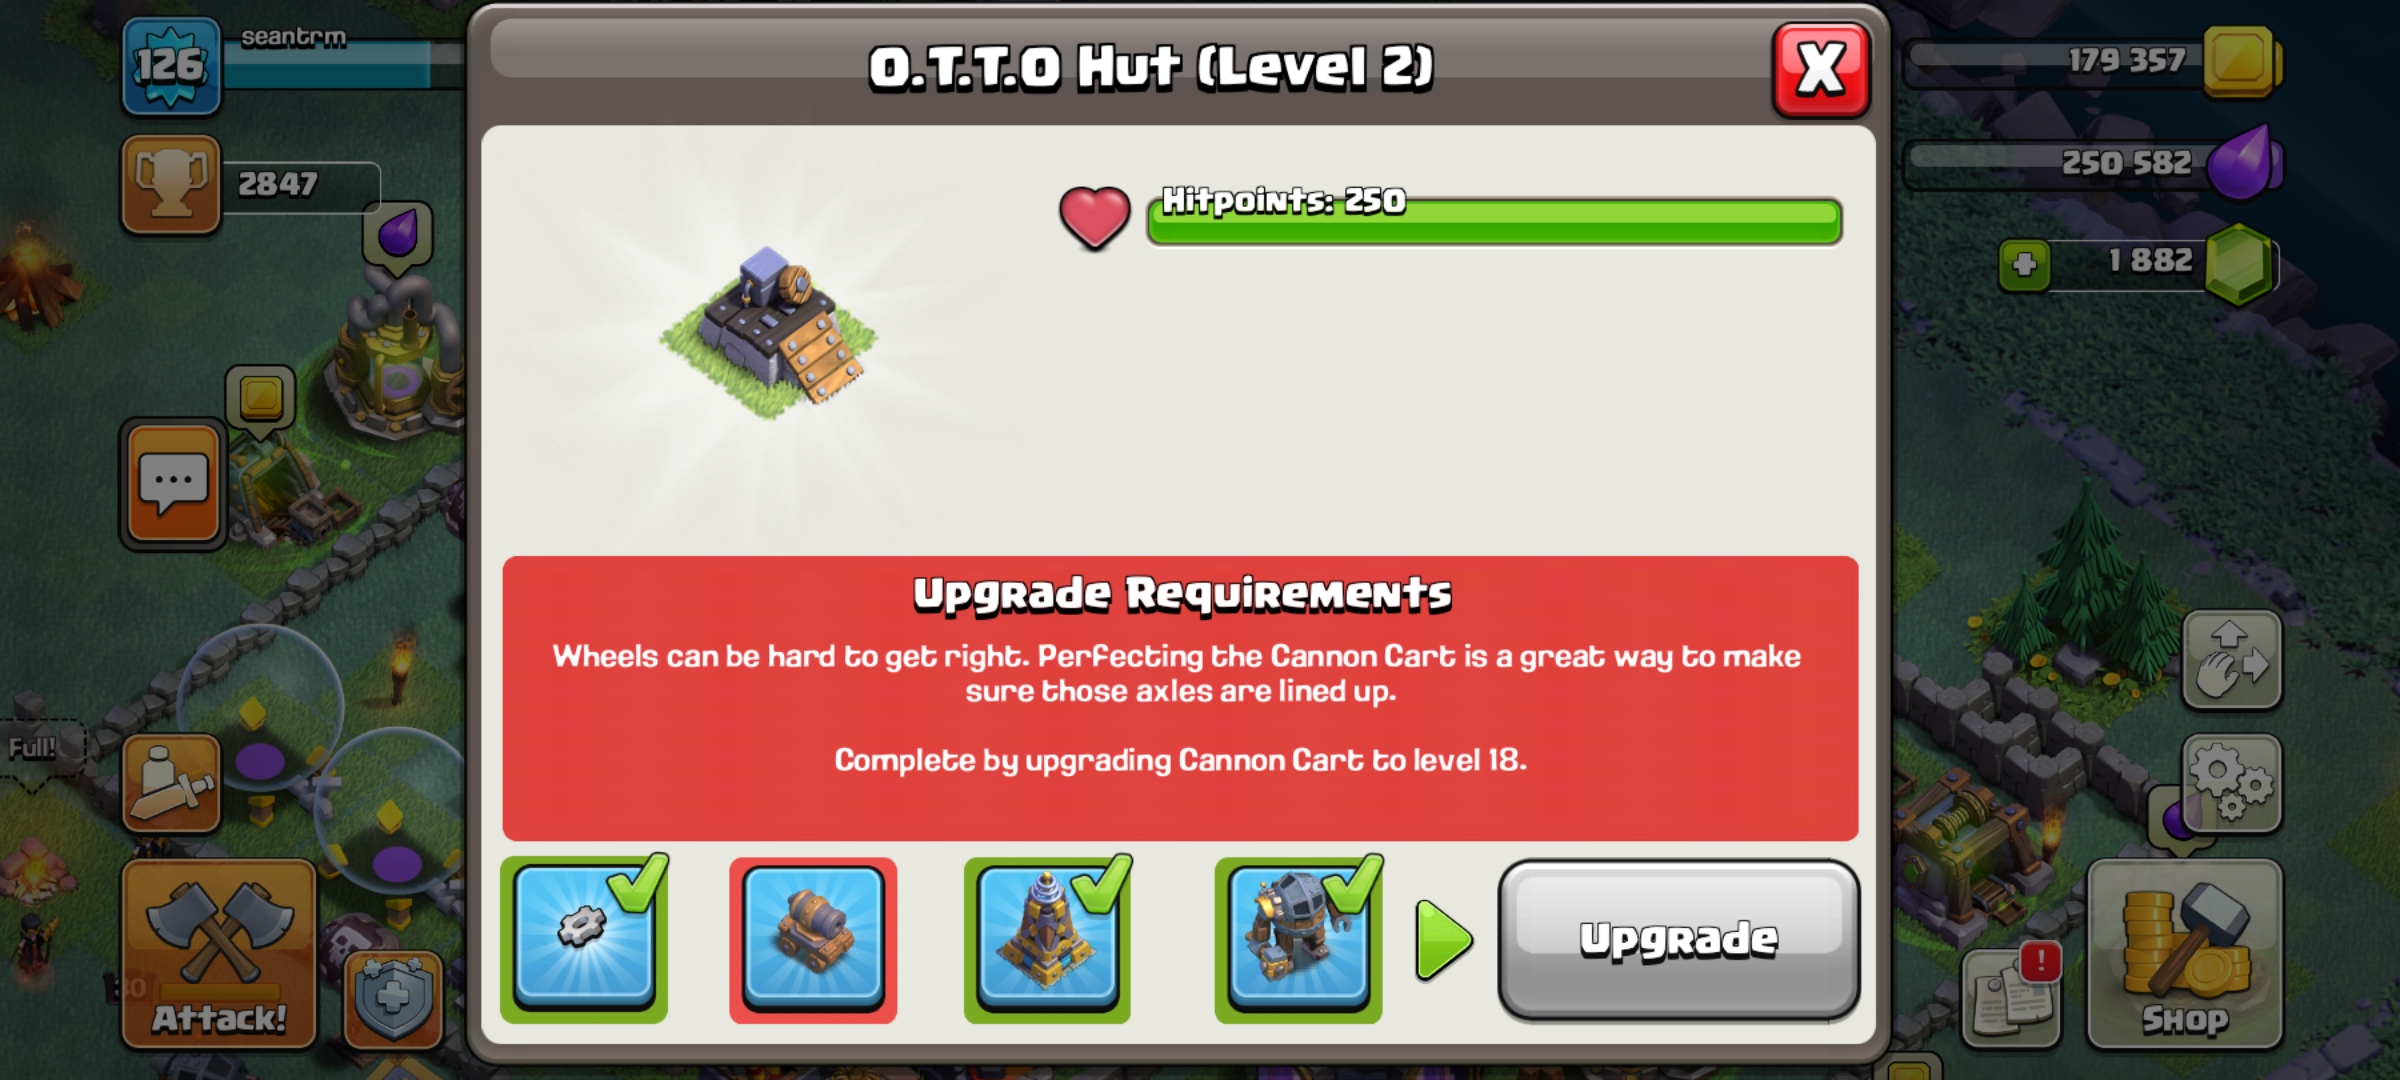 126
seantrm
2847
O.T.T.O Hut (Level 2)
X
179 357
250 582
1 882
Hitpoints: 250
Upgrade Requirements
Wheels can be hard to get right. Perfecting the Cannon Cart is a great way to make
sure those axles are lined up.
Complete by upgrading Cannon Cart to level 18.
Full!
30
Attack!
Upgrade
!
Shop